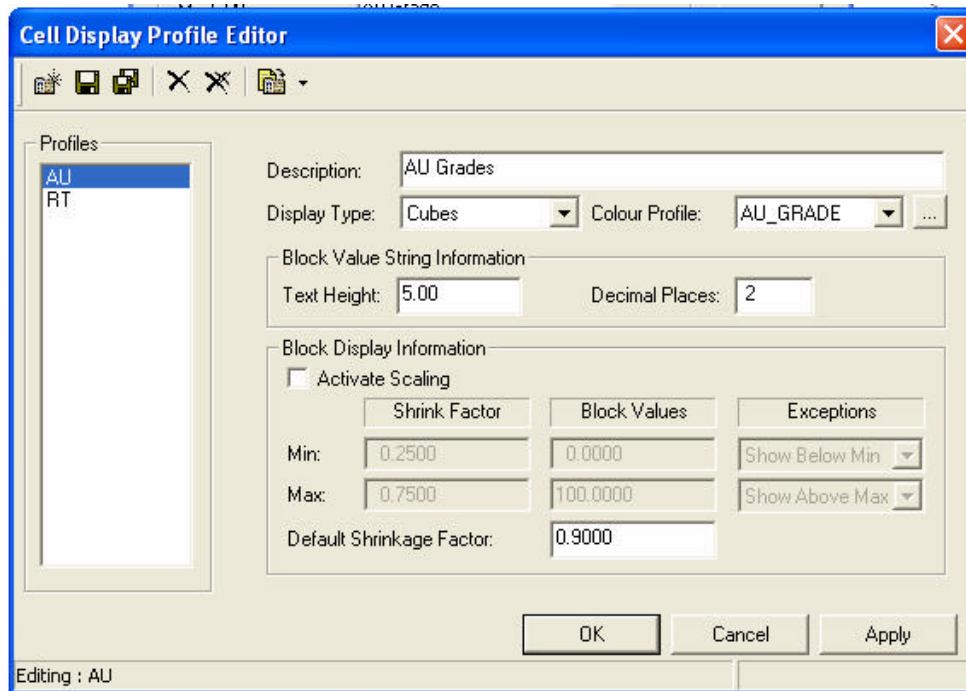 Cell Display Profile Editor
Profiles
AU
RT
Description: AU Grades
Display Type: Cubes Colour Profile: AU_GRADE ...
Block Value String Information
Text Height: 5.00 Decimal Places: 2
Block Display Information
Activate Scaling
Shrink Factor Block Values Exceptions
Min: 0.2500 0.0000 Show Below Min
Max: 0.7500 100.0000 Show Above Max
Default Shrinkage Factor: 0.9000
OK Cancel Apply
Editing : AU